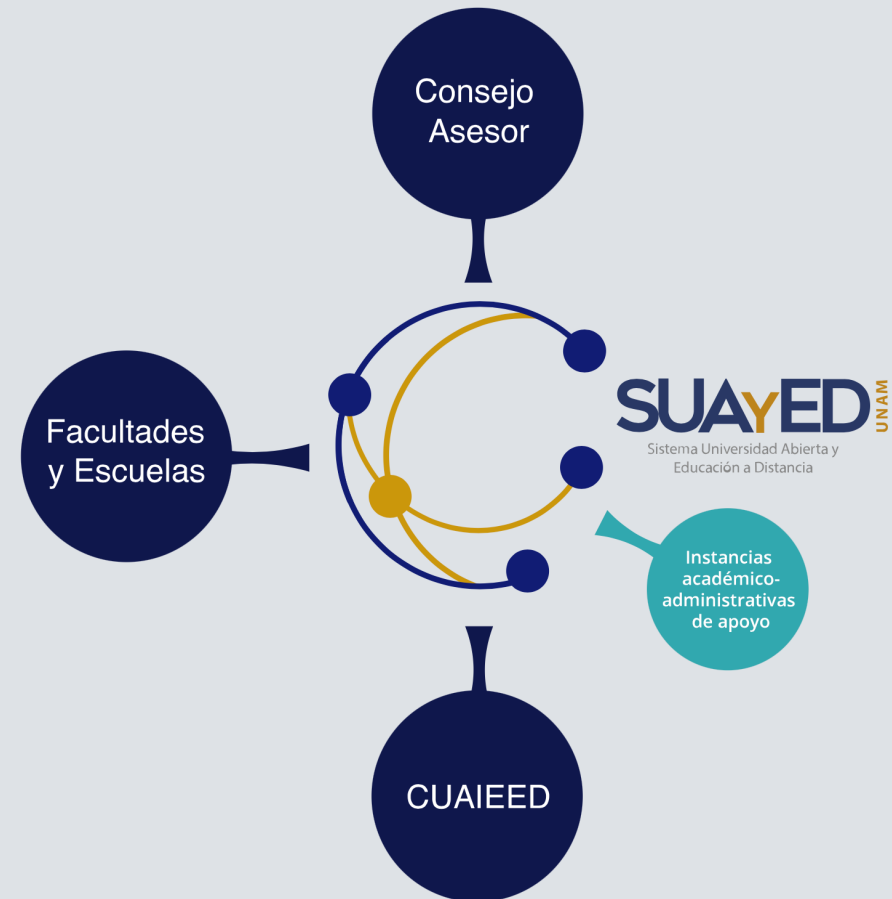 Consejo
Asesor
Facultades
y Escuelas
SUAyED
UNAM
Sistema Universidad Abierta y
Educación a Distancia
Instancias
académico-
administrativas
de apoyo
CUAIEED